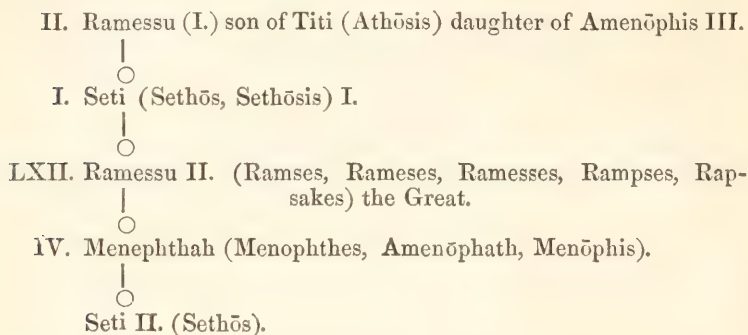 II. Ramessu (I.) son of Titi (Athōsis) daughter of Amenōphis III.
I. Seti (Sethōs, Sethōsis) I.
LXII. Ramessu II. (Ramses, Rameses, Ramesses, Rampses, Rap-
sakes) the Great.
IV. Menephthah (Menophthes, Amenōphath, Menōphis).
Seti II. (Sethōs).